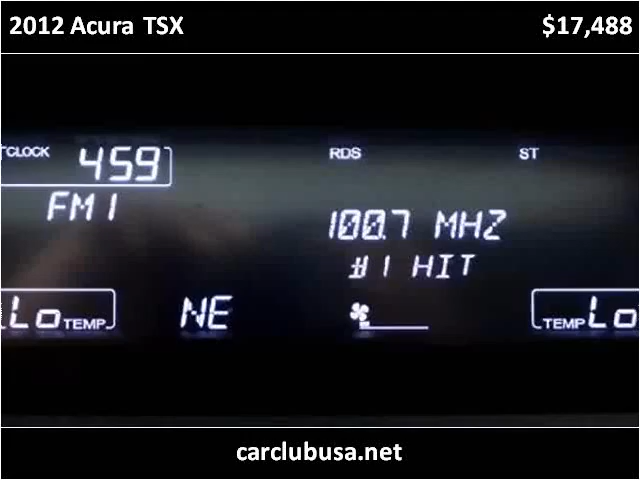 2012 Acura TSX $17,488
CLOCK 459 RDS ST
FM1
100.7 MHZ
#1 HIT
Lo TEMP NE TEMP Lo
carclubusa.net